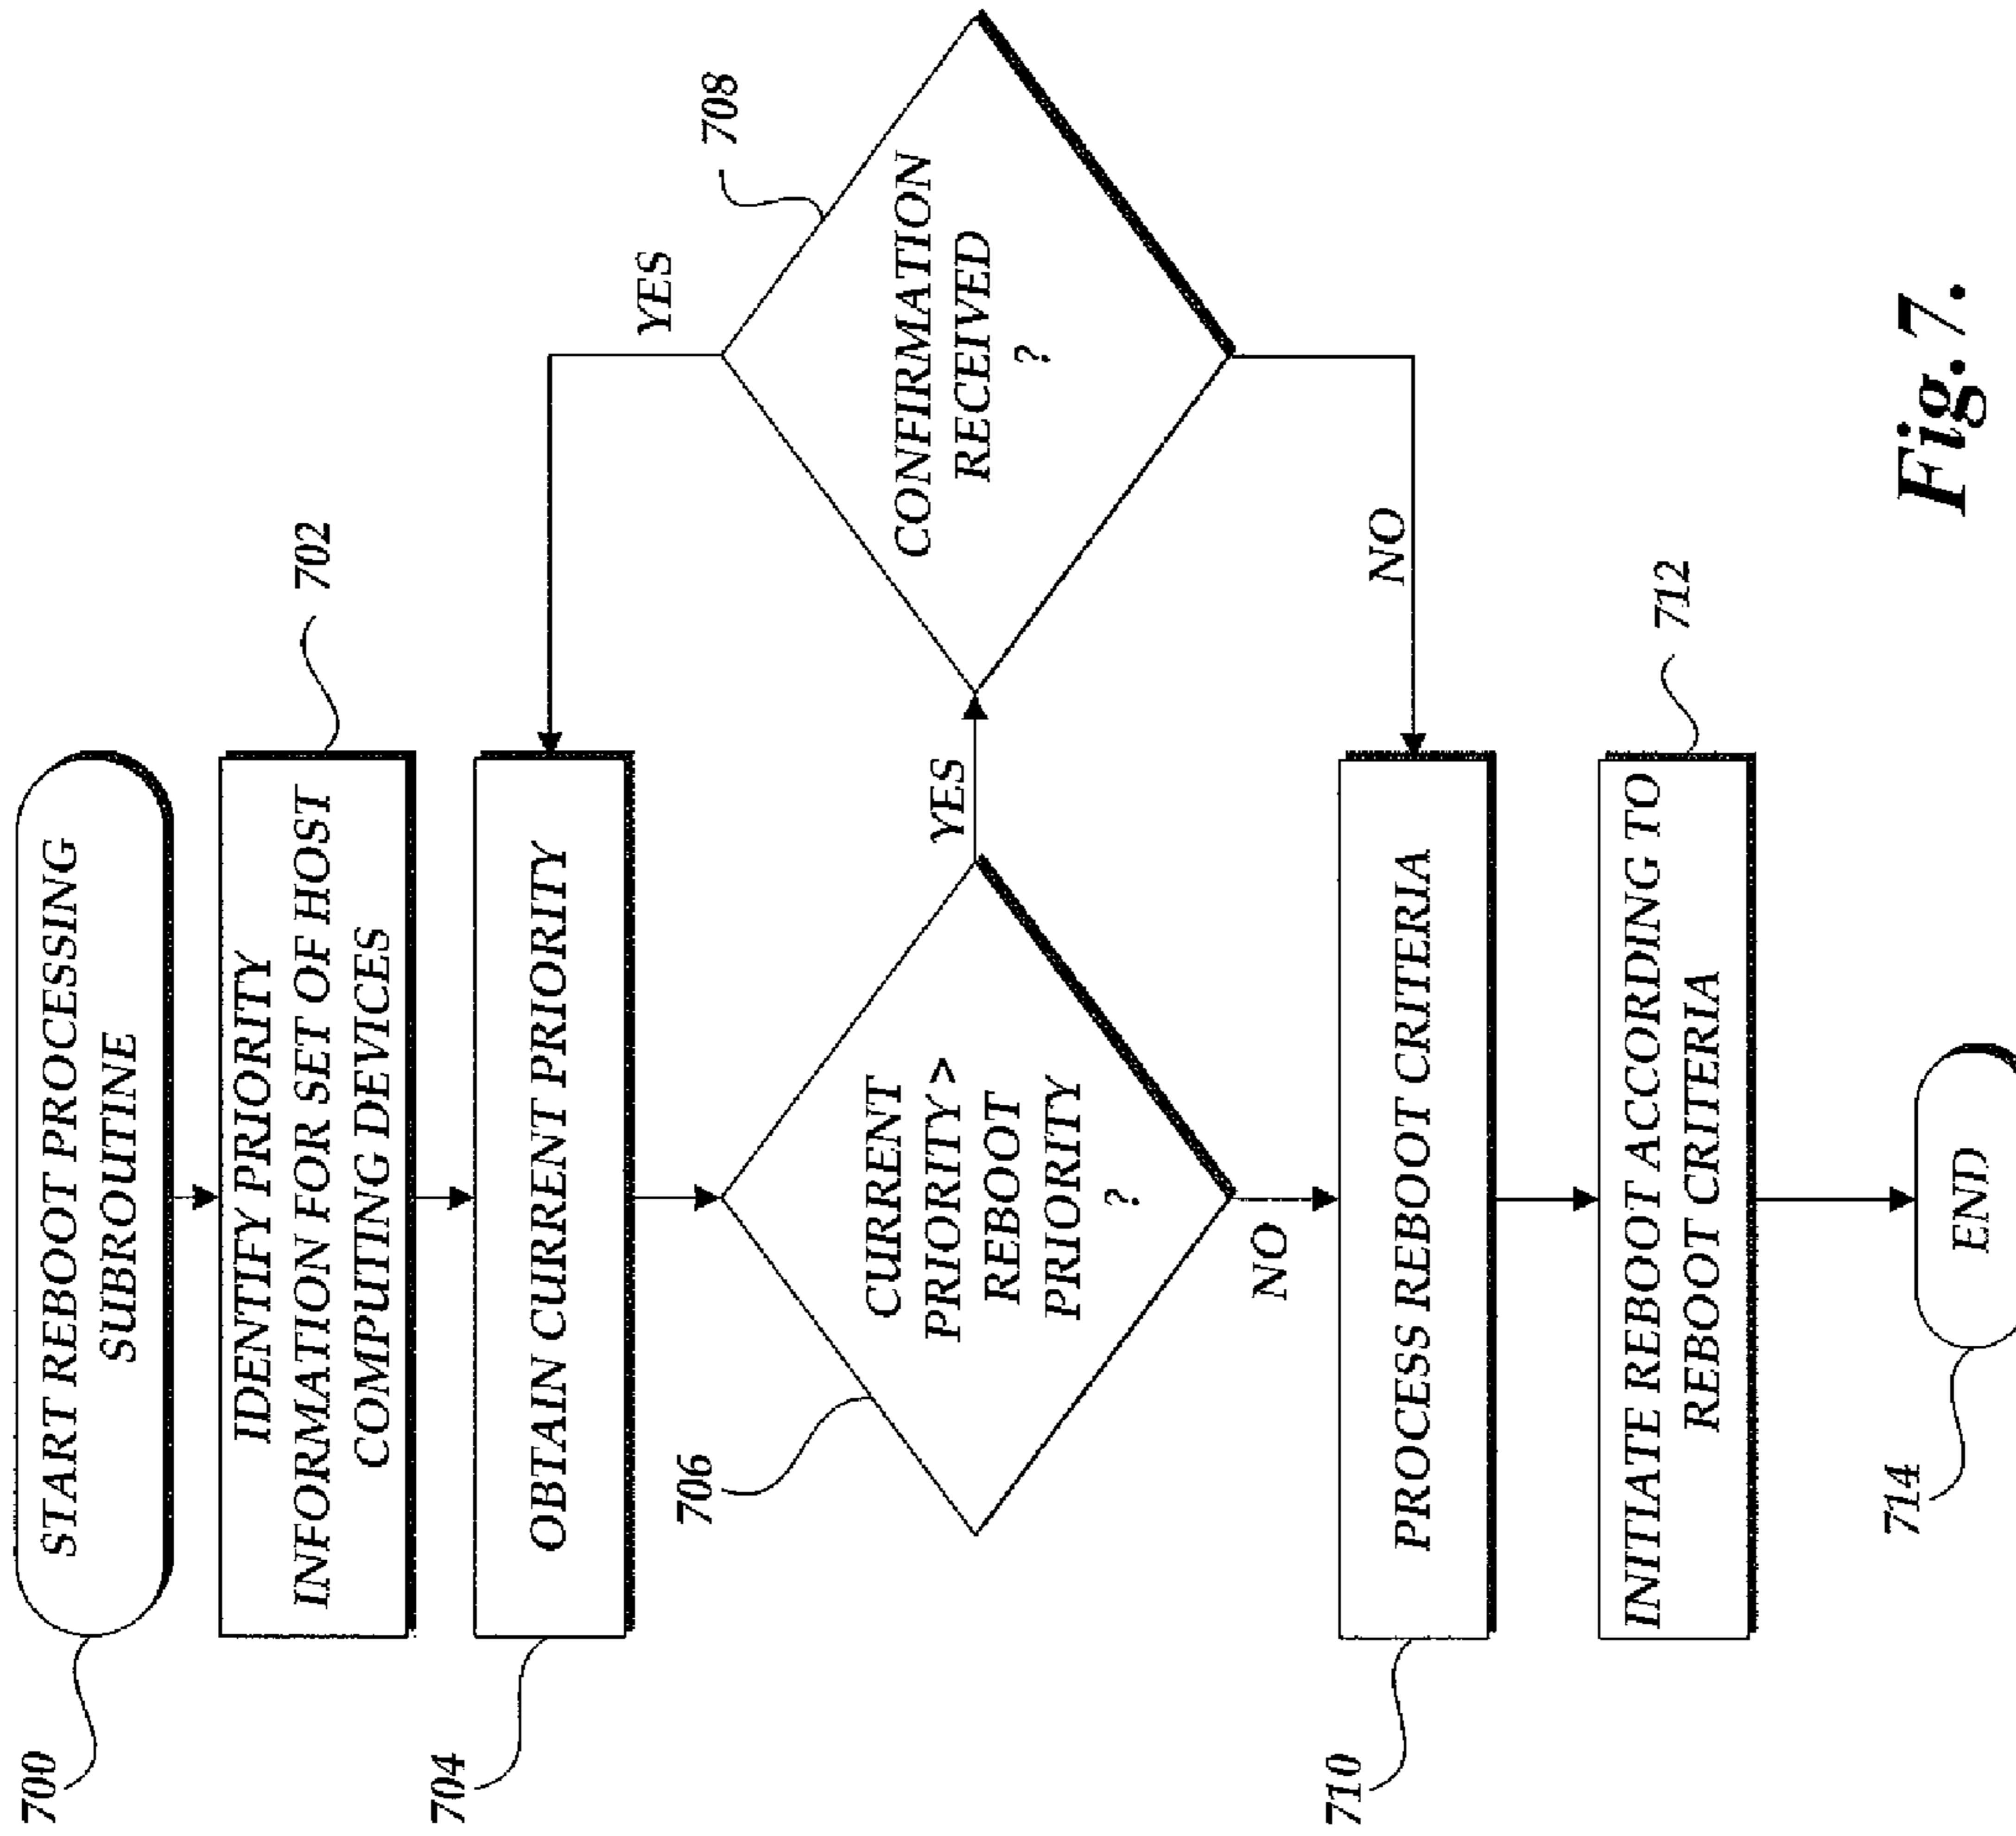 700
START REBOOT PROCESSING
SUBROUTINE
702
IDENTIFY PRIORITY
INFORMATION FOR SET OF HOST
COMPUTING DEVICES
704
OBTAIN CURRENT PRIORITY
706
CURRENT
PRIORITY >
REBOOT
PRIORITY
?
YES
NO
708
CONFIRMATION
RECEIVED
?
YES
NO
710
PROCESS REBOOT CRITERIA
712
INITIATE REBOOT ACCORDING TO
REBOOT CRITERIA
714
END
Fig. 7.